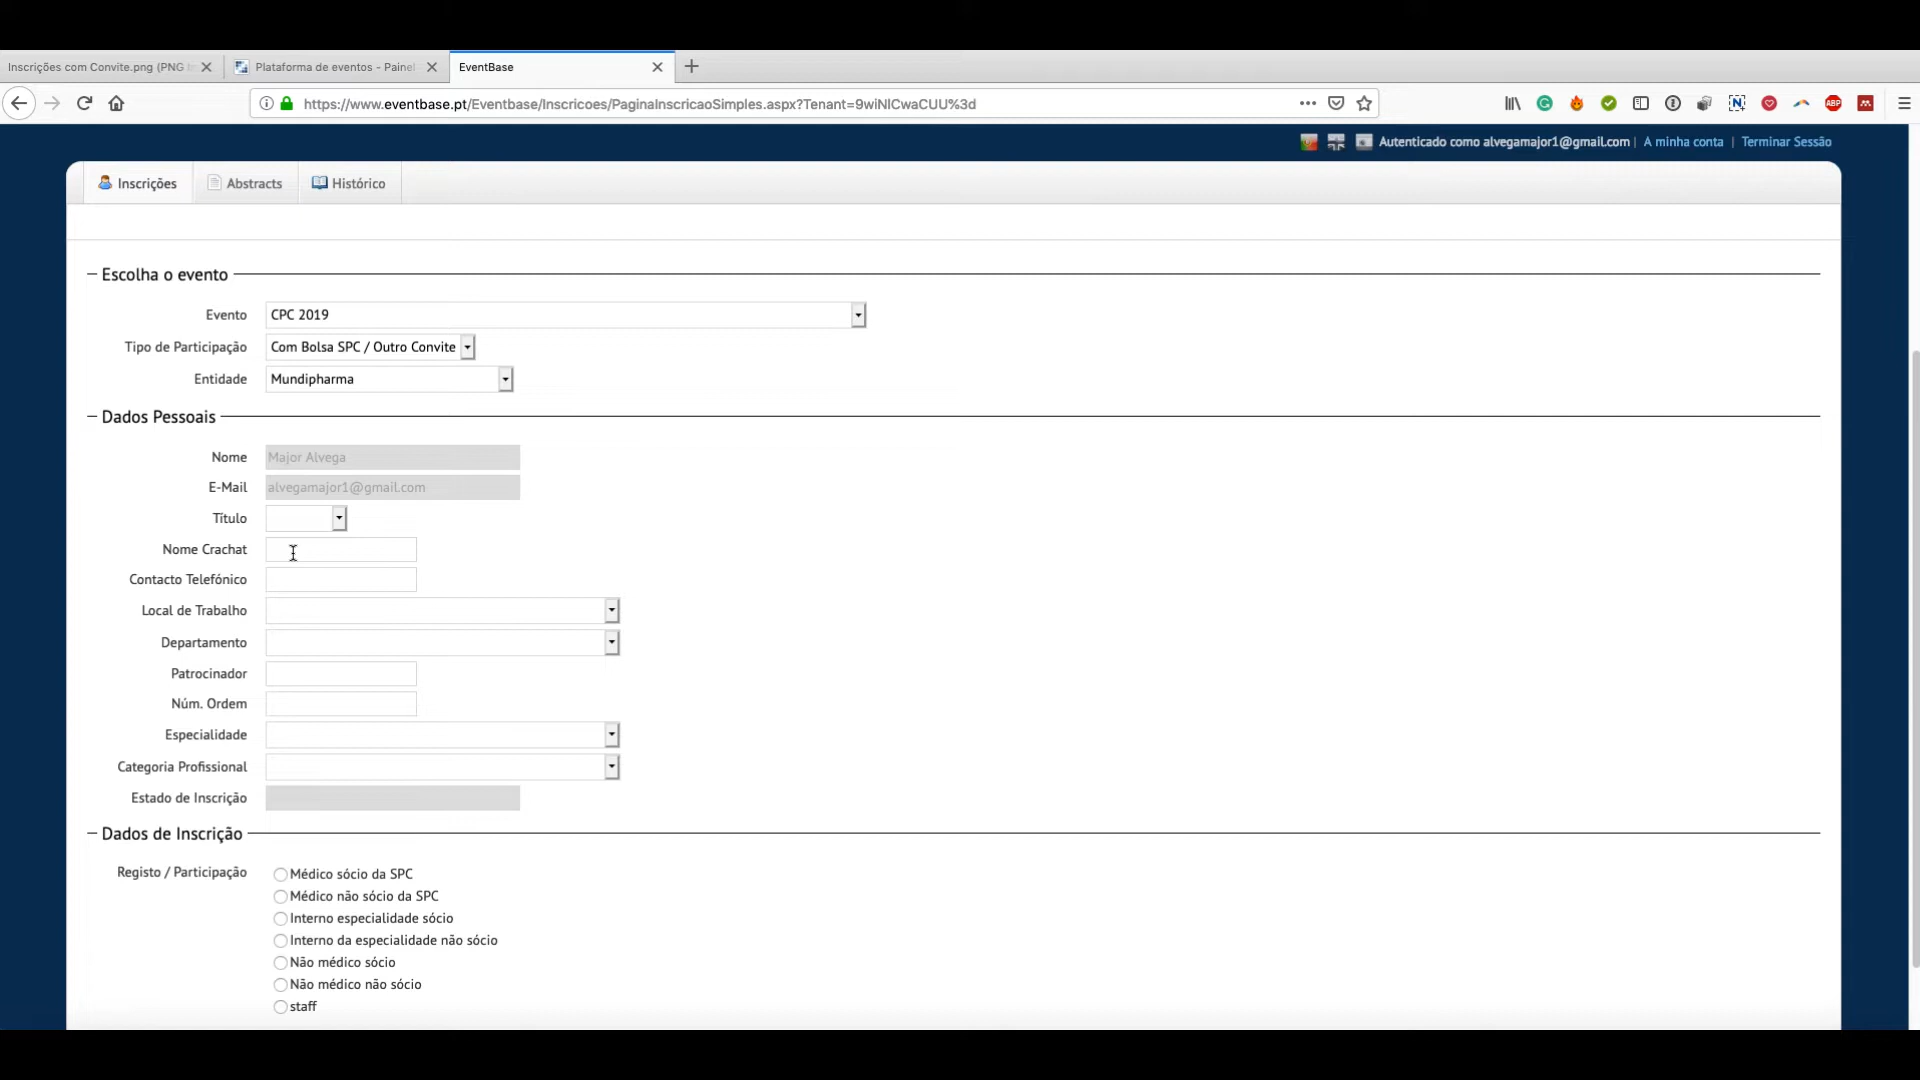 Inscrições com Convite.png (PNG
Plataforma de eventos - Painel
EventBase
https://www.eventbase.pt/Eventbase/Inscricoes/PaginaInscricaoSimples.aspx?Tenant=9wiNlCwaCUU%3d
ABP
Autenticado como alvegamajor1@gmail.com | A minha conta | Terminar Sessão
Inscrições Abstracts Histórico
Escolha o evento
Evento CPC 2019
Tipo de Participação Com Bolsa SPC / Outro Convite
Entidade Mundipharma
Dados Pessoais
Nome Major Alvega
E-Mail alvegamajor1@gmail.com
Título
Nome Crachat
Contacto Telefónico
Local de Trabalho
Departamento
Patrocinador
Núm. Ordem
Especialidade
Categoria Profissional
Estado de Inscrição
Dados de Inscrição
Registo / Participação Médico sócio da SPC
Médico não sócio da SPC
Interno especialidade sócio
Interno da especialidade não sócio
Não médico sócio
Não médico não sócio
staff